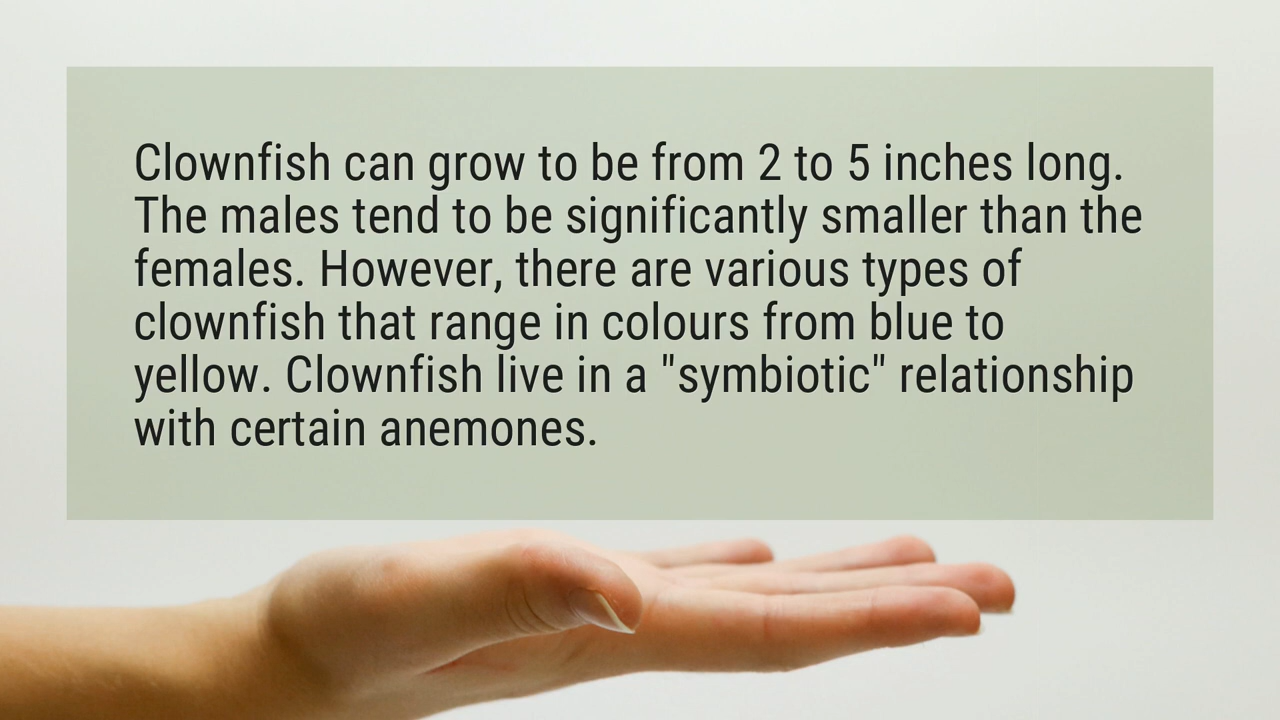 Clownfish can grow to be from 2 to 5 inches long.
The males tend to be significantly smaller than the
females. However, there are various types of
clownfish that range in colours from blue to
yellow. Clownfish live in a "symbiotic" relationship
with certain anemones.